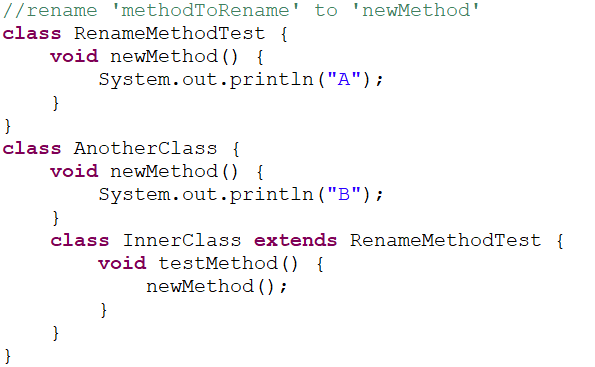 //rename 'methodToRename' to 'newMethod'
class RenameMethodTest {
    void newMethod() {
        System.out.println("A");
    }
}
class AnotherClass {
    void newMethod() {
        System.out.println("B");
    }
    class InnerClass extends RenameMethodTest {
        void testMethod() {
            newMethod();
        }
    }
}